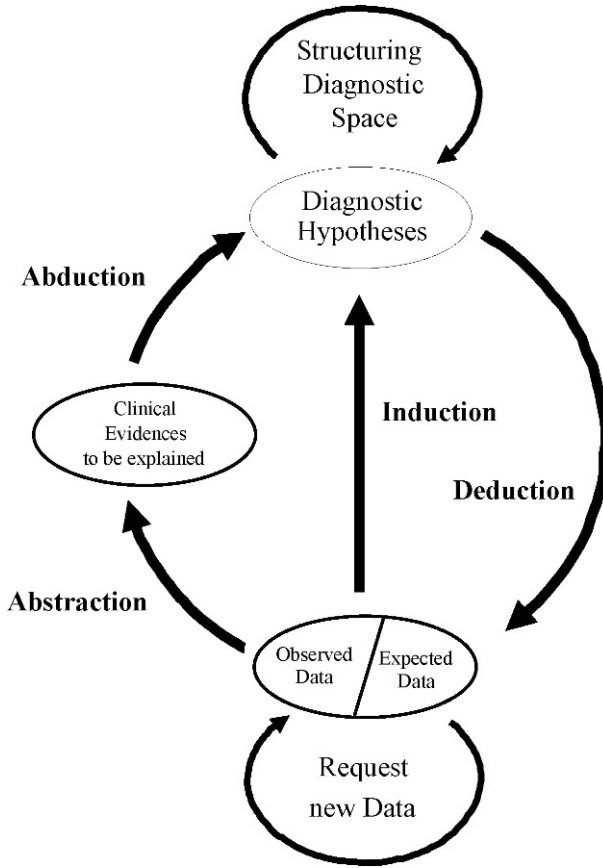 Structuring
Diagnostic
Space
Diagnostic
Hypotheses
Abduction
Clinical
Evidences
to be explained
Induction
Deduction
Abstraction
Observed
Data
Expected
Data
Request
new Data